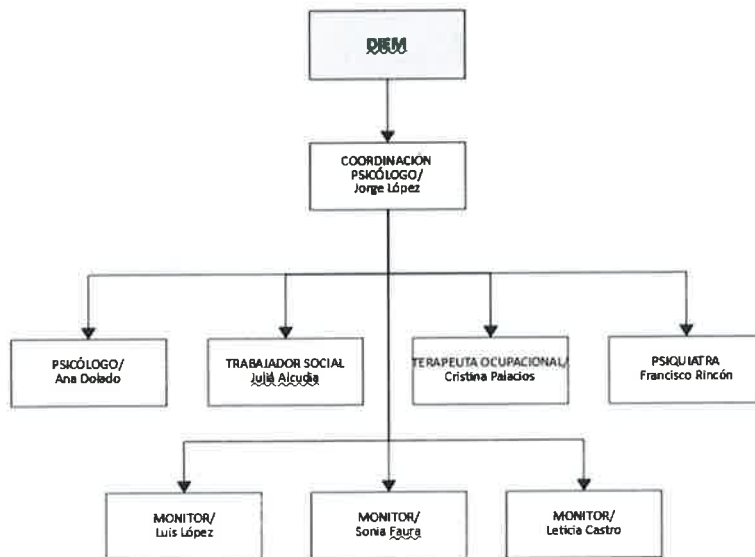 DIEM
COORDINACIÓN
PSICÓLOGO/
Jorge López
PSICÓLOGO/
Ana Dolado
TRABAJADOR SOCIAL
Juliá Alcudia
TERAPEUTA OCUPACIONAL/
Cristina Palacios
PSIQUIATRA
Francisco Rincón
MONITOR/
Luis López
MONITOR/
Sonia Faura
MONITOR/
Leticia Castro